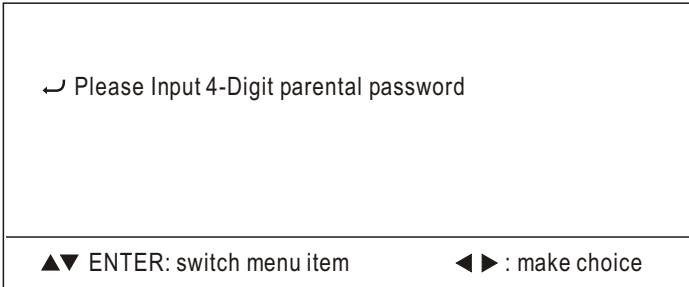 Please Input 4-Digit parental password
▲▼ ENTER: switch menu item ◀ ▶ : make choice